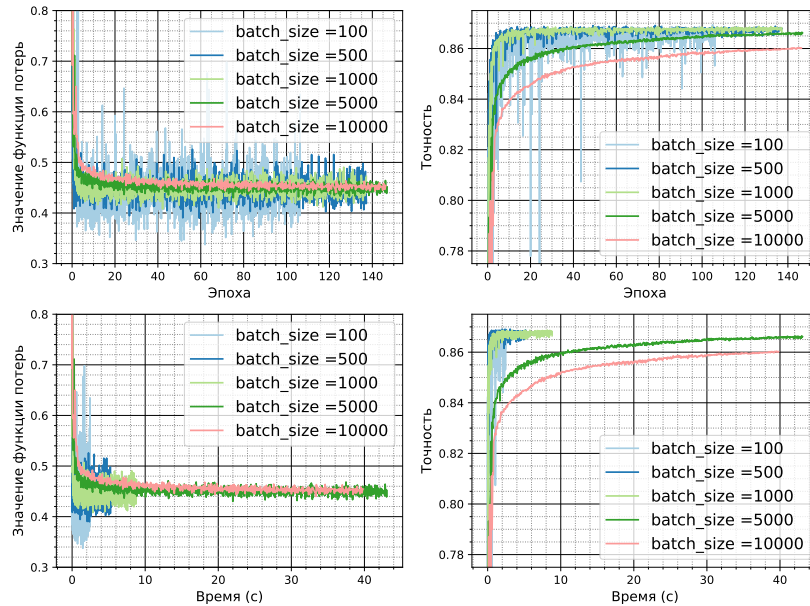 Значение функции потерь
0.8
0.7
0.6
0.5
0.4
0.3
batch_size =100
batch_size =500
batch_size =1000
batch_size =5000
batch_size =10000
0 20 40 60 80 100 120 140
Эпоха
Точность
0.86
0.84
0.82
0.80
0.78
batch_size =100
batch_size =500
batch_size =1000
batch_size =5000
batch_size =10000
0 20 40 60 80 100 120 140
Эпоха
Значение функции потерь
0.8
0.7
0.6
0.5
0.4
0.3
batch_size =100
batch_size =500
batch_size =1000
batch_size =5000
batch_size =10000
0 10 20 30 40
Время (с)
Точность
0.86
0.84
0.82
0.80
0.78
batch_size =100
batch_size =500
batch_size =1000
batch_size =5000
batch_size =10000
0 10 20 30 40
Время (с)